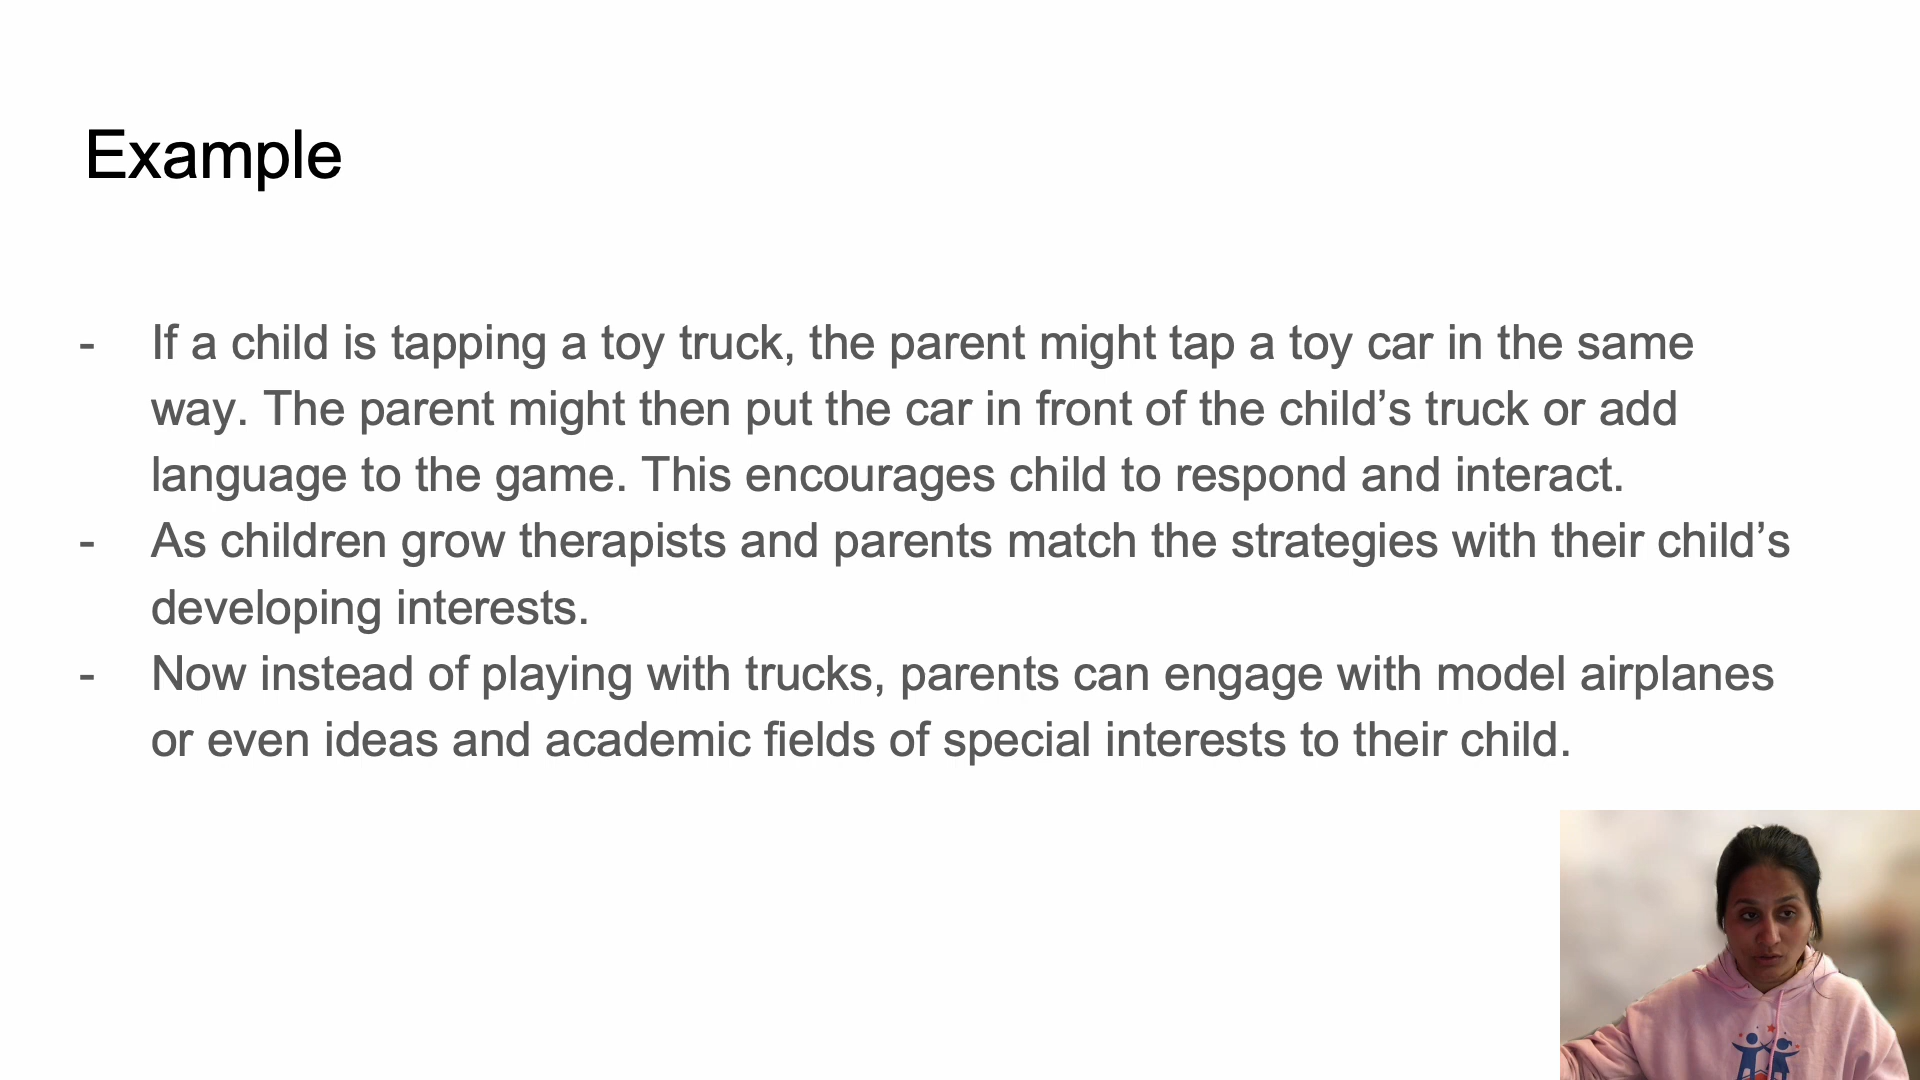 Example
- If a child is tapping a toy truck, the parent might tap a toy car in the same
way. The parent might then put the car in front of the child’s truck or add
language to the game. This encourages child to respond and interact.
- As children grow therapists and parents match the strategies with their child’s
developing interests.
- Now instead of playing with trucks, parents can engage with model airplanes
or even ideas and academic fields of special interests to their child.